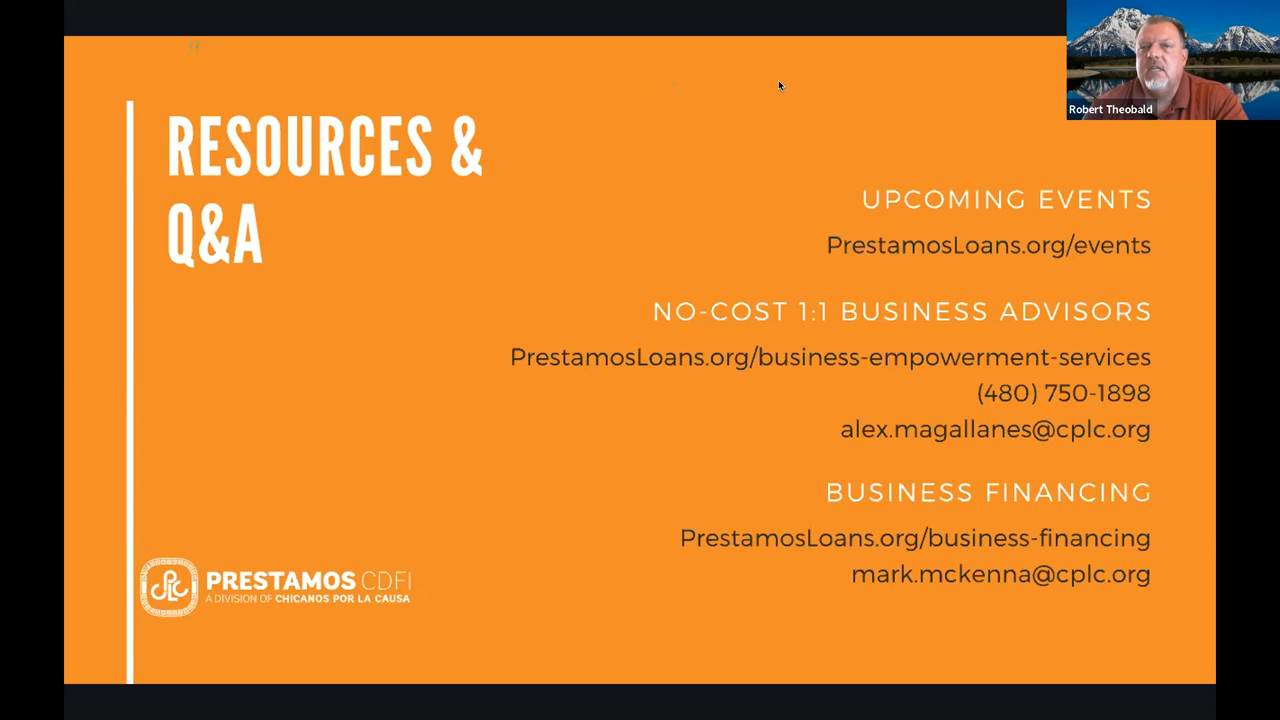 Robert Theobald
RESOURCES &
Q&A
UPCOMING EVENTS
PrestamosLoans.org/events
NO-COST 1:1 BUSINESS ADVISORS
PrestamosLoans.org/business-empowerment-services
(480) 750-1898
alex.magallanes@cplc.org
BUSINESS FINANCING
PrestamosLoans.org/business-financing
mark.mckenna@cplc.org
CPLC
PRESTAMOS CDFI
A DIVISION OF CHICANOS POR LA CAUSA